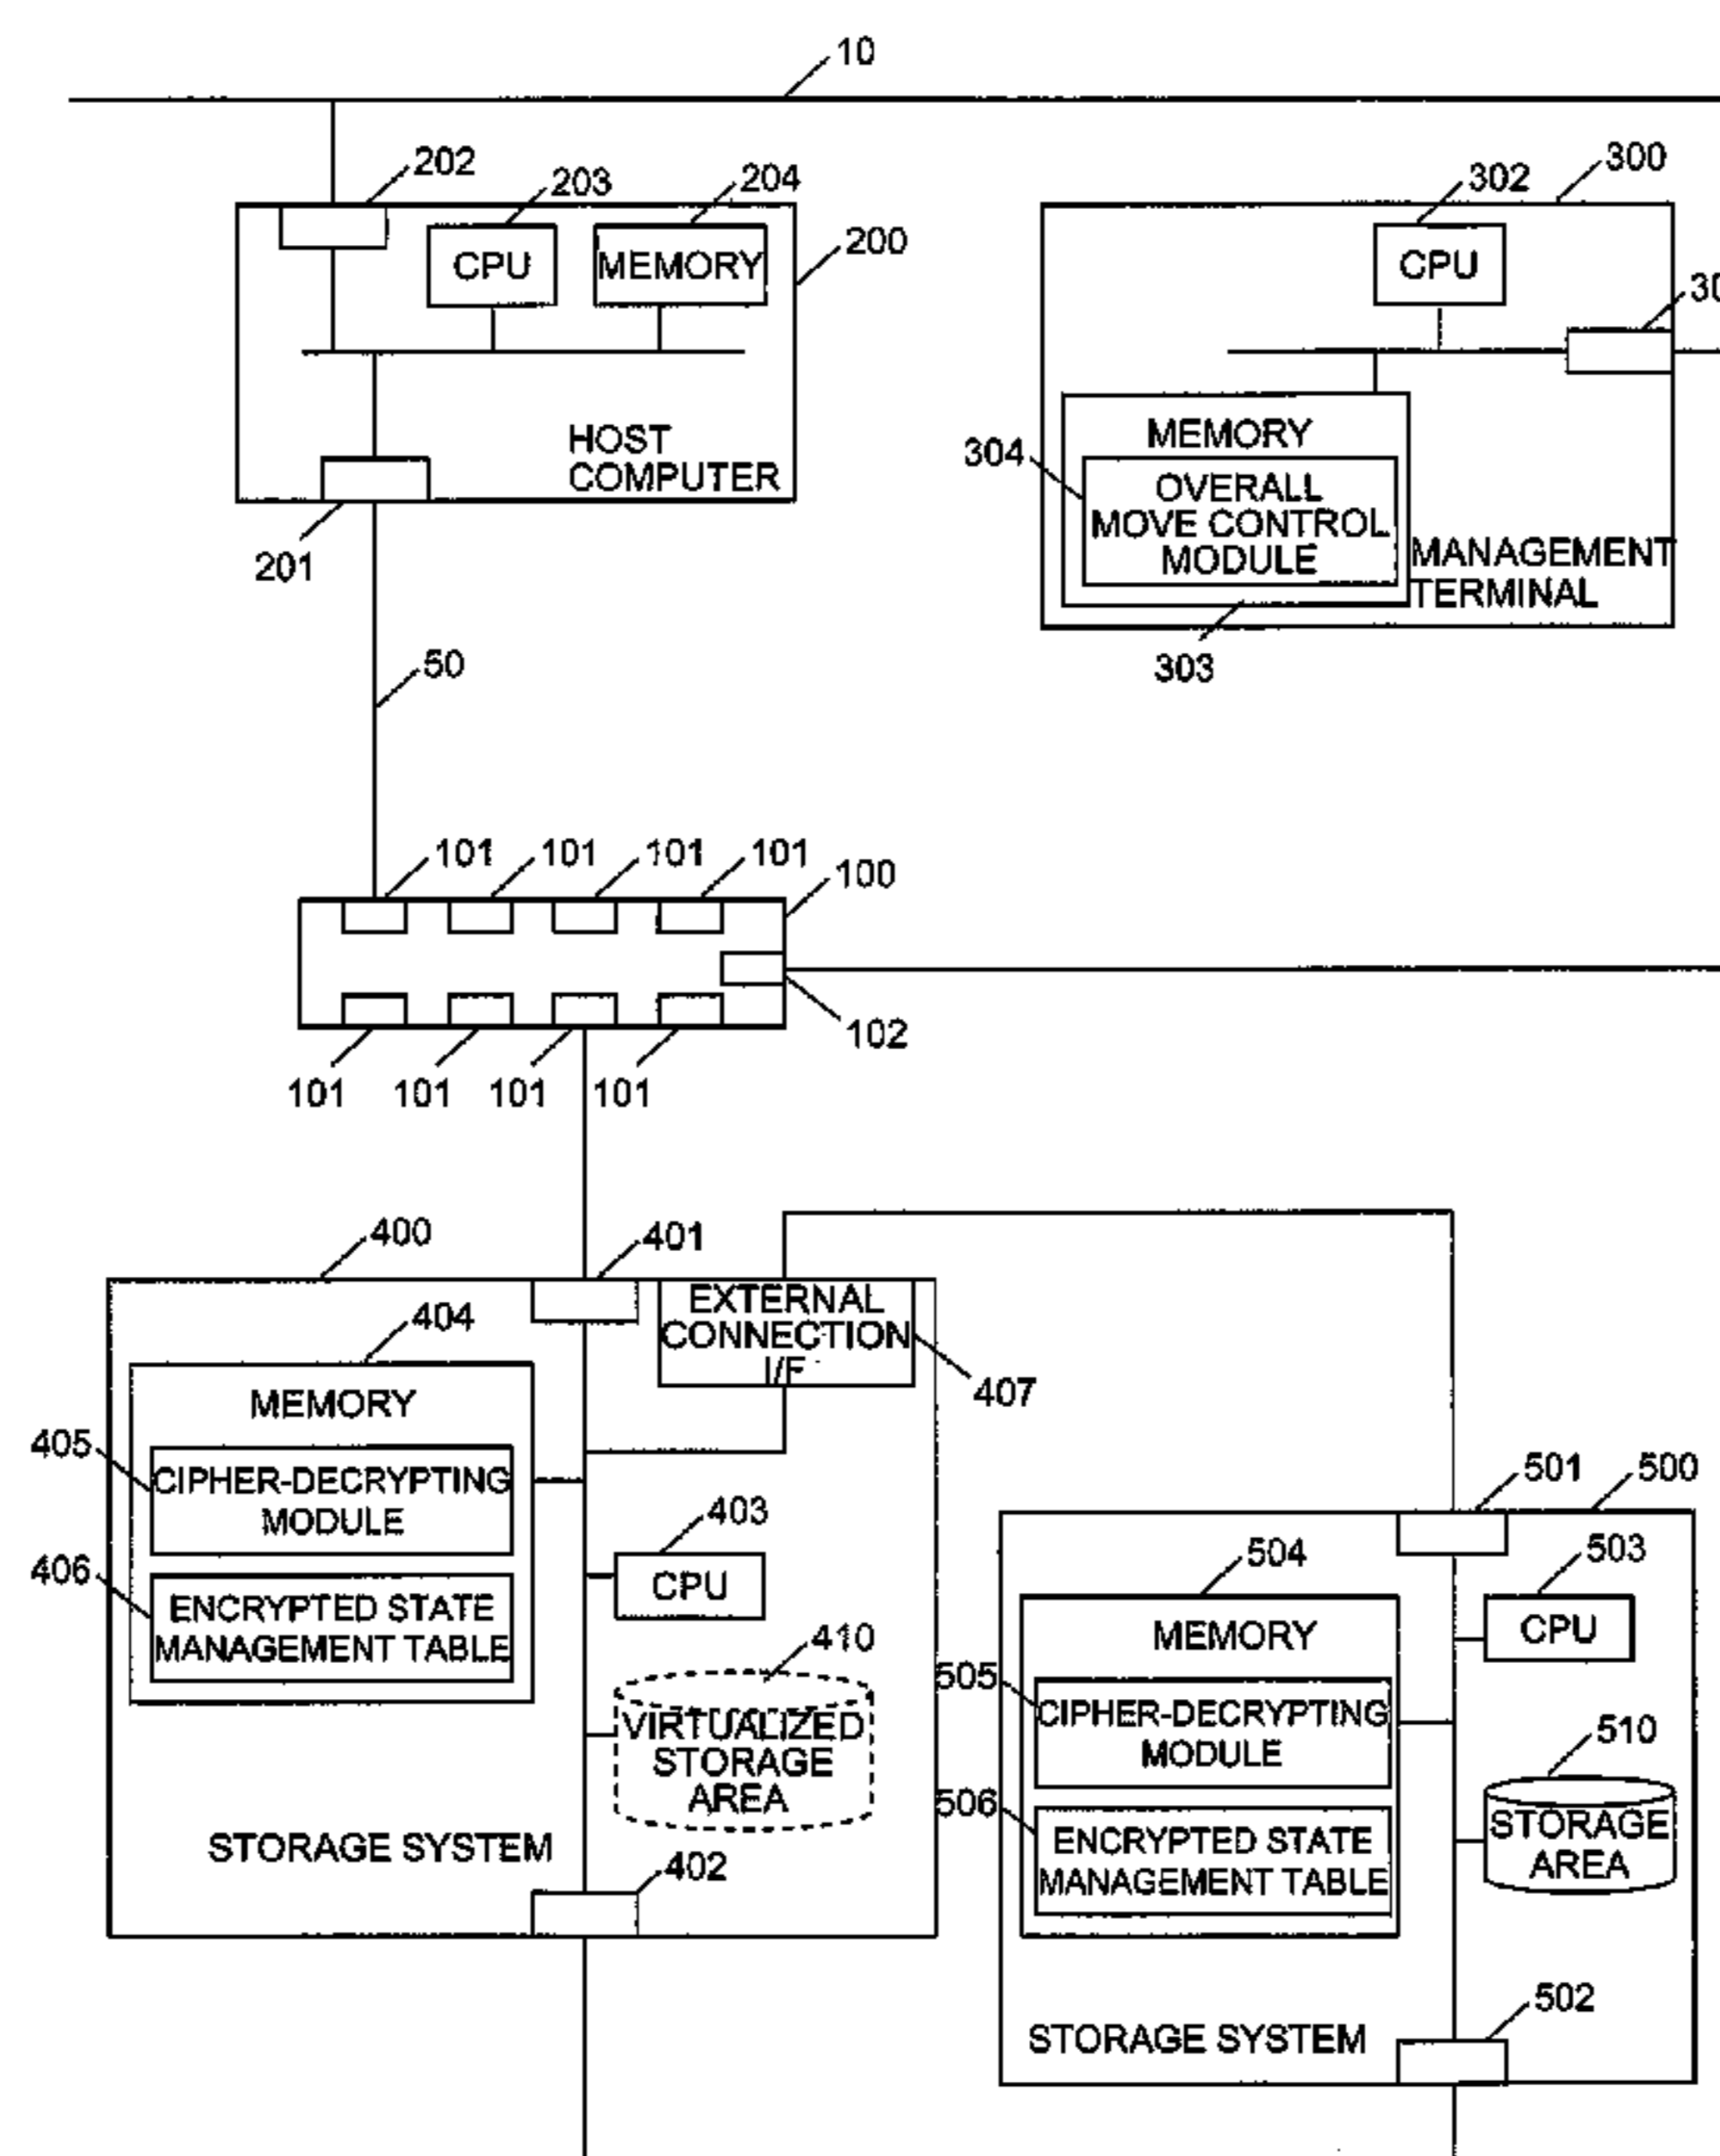 10
202
203
204
200
CPU
MEMORY
HOST
COMPUTER
201
302
300
CPU
30
MEMORY
304
OVERALL
MOVE CONTROL
MODULE
MANAGEMENT
TERMINAL
303
50
101
101
101
101
100
102
101
101
101
101
400
401
EXTERNAL
CONNECTION
I/F
407
404
MEMORY
405
CIPHER-DECRYPTING
MODULE
406
ENCRYPTED STATE
MANAGEMENT TABLE
403
CPU
410
VIRTUALIZED
STORAGE
AREA
STORAGE SYSTEM
402
501
500
504
503
MEMORY
CPU
505
CIPHER-DECRYPTING
MODULE
510
506
ENCRYPTED STATE
MANAGEMENT TABLE
STORAGE
AREA
502
STORAGE SYSTEM